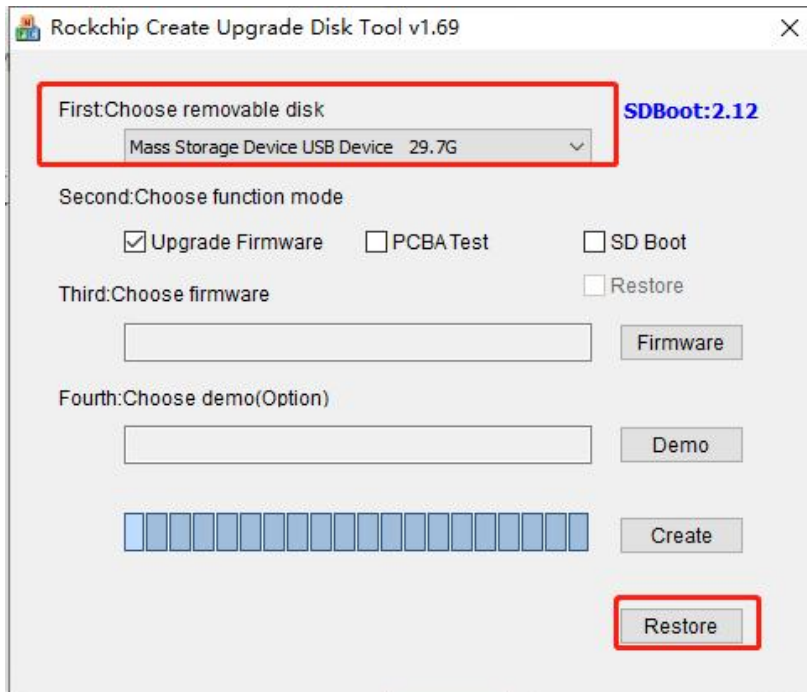 Rockchip Create Upgrade Disk Tool v1.69
First:Choose removable disk
SDBoot:2.12
Mass Storage Device USB Device 29.7G
Second:Choose function mode
Upgrade Firmware PCBATest SD Boot
Third:Choose firmware
Restore
Firmware
Fourth:Choose demo(Option)
Demo
Create
Restore